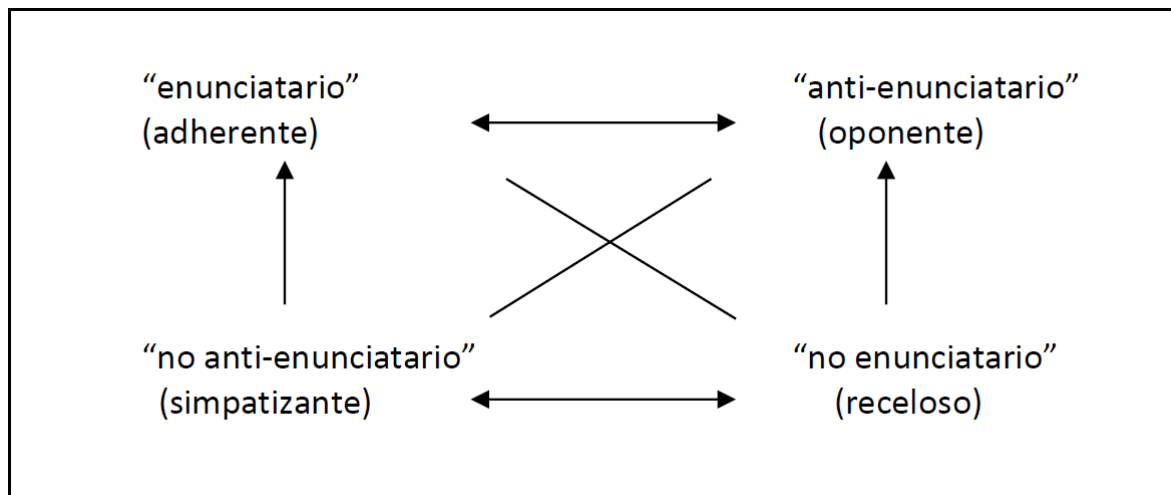 “enunciatario”
(adherente)
“anti-enunciatario”
(oponente)
“no anti-enunciatario”
(simpatizante)
“no enunciatario”
(receloso)